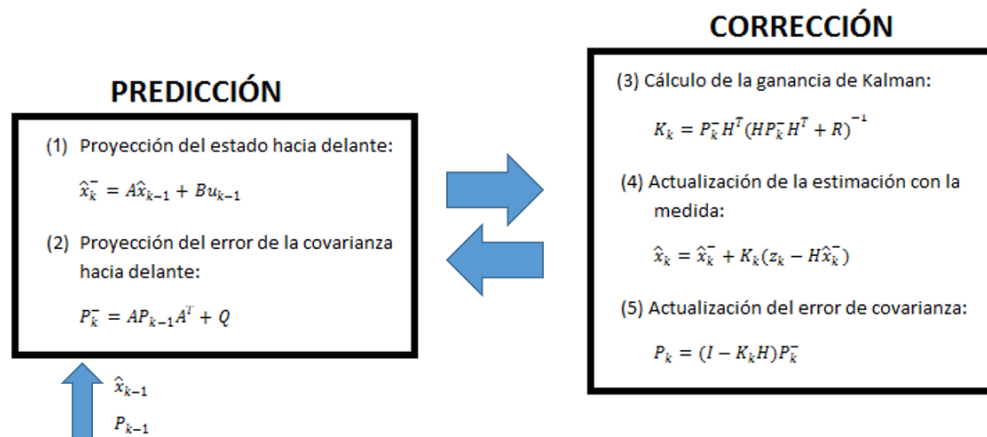 PREDICCIÓN
(1) Proyección del estado hacia delante:
x̂ₖ⁻ = Ax̂ₖ₋₁ + Buₖ₋₁
(2) Proyección del error de la covarianza
hacia delante:
Pₖ⁻ = APₖ₋₁Aᵀ + Q
x̂ₖ₋₁
Pₖ₋₁
CORRECCIÓN
(3) Cálculo de la ganancia de Kalman:
Kₖ = Pₖ⁻Hᵀ(HPₖ⁻Hᵀ + R)⁻¹
(4) Actualización de la estimación con la
medida:
x̂ₖ = x̂ₖ⁻ + Kₖ(zₖ − Hx̂ₖ⁻)
(5) Actualización del error de covarianza:
Pₖ = (I − KₖH)Pₖ⁻